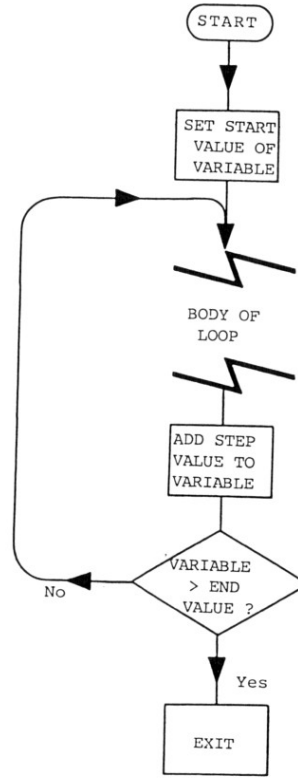 START
SET START
VALUE OF
VARIABLE
BODY OF
LOOP
ADD STEP
VALUE TO
VARIABLE
VARIABLE
> END
VALUE ?
No
Yes
EXIT